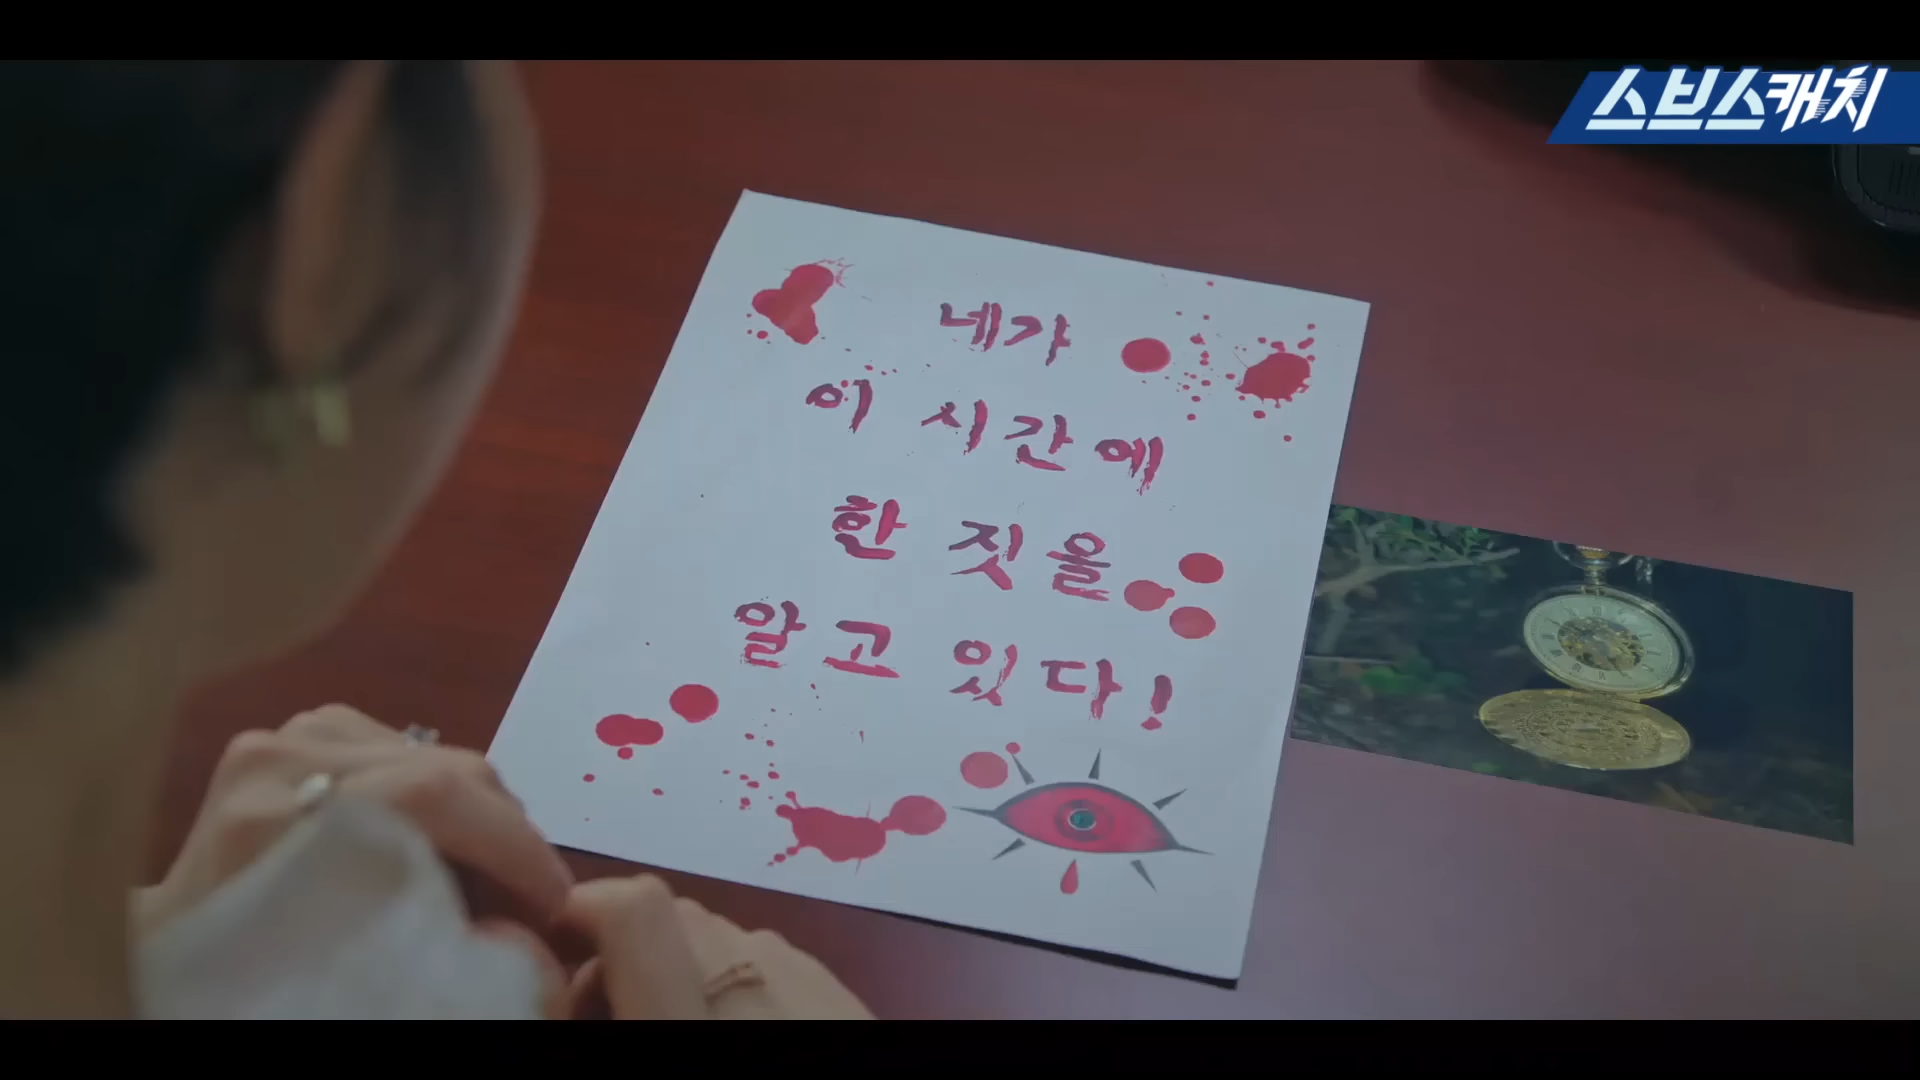 스브스캐치
네가
이 시간에
한 짓을
알고 있다!